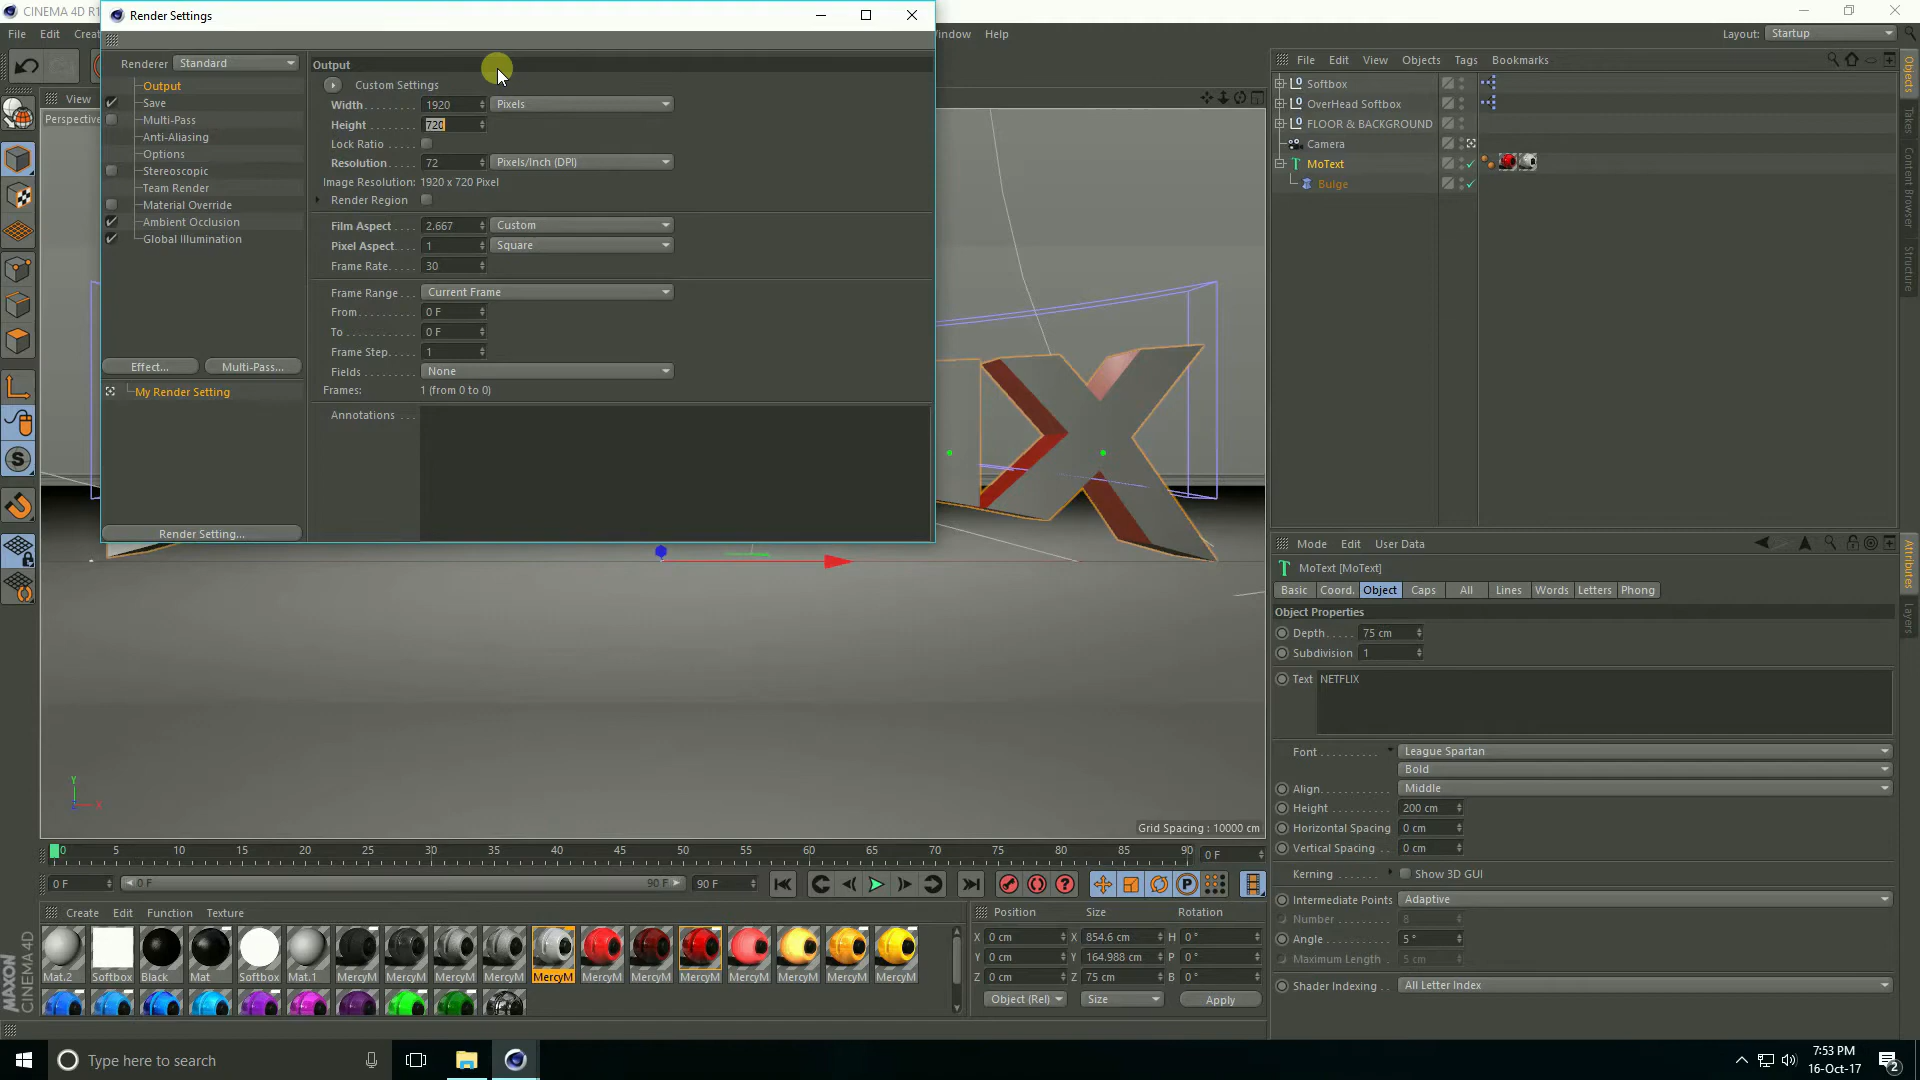 CINEMA 4D R1
Render Settings
File Edit Creat
indow Help
Layout: Startup
Renderer Standard
Output
Save
Multi-Pass
Anti-Aliasing
Options
Stereoscopic
Team Render
Material Override
Ambient Occlusion
Global Illumination
Effect... Multi-Pass...
My Render Setting
Render Setting...
Output
Custom Settings
Width 1920 Pixels
Height 720
Lock Ratio
Resolution 72 Pixels/Inch (DPI)
Image Resolution: 1920 x 720 Pixel
Render Region
Film Aspect 2.667 Custom
Pixel Aspect 1 Square
Frame Rate 30
Frame Range Current Frame
From 0 F
To 0 F
Frame Step 1
Fields None
Frames: 1 (from 0 to 0)
Annotations
View
Perspective
X
Y
X
Grid Spacing : 10000 cm
File Edit View Objects Tags Bookmarks
Softbox
OverHead Softbox
FLOOR & BACKGROUND
Camera
MoText
Bulge
Objects
Takes
Content Browser
Structure
Mode Edit User Data
MoText [MoText]
Basic Coord. Object Caps All Lines Words Letters Phong
Object Properties
Depth 75 cm
Subdivision 1
Text NETFLIX
Font League Spartan
Bold
Align Middle
Height 200 cm
Horizontal Spacing 0 cm
Vertical Spacing 0 cm
Kerning Show 3D GUI
Intermediate Points Adaptive
Number 8
Angle 5 °
Maximum Length 5 cm
Shader Indexing All Letter Index
Attributes
Layers
0 5 10 15 20 25 30 35 40 45 50 55 60 65 70 75 80 85 90 0 F
0 F 0 F 90 F 90 F
Create Edit Function Texture
Mat.2 Softbox Black Mat Softbox Mat.1 MercyM MercyM MercyM MercyM MercyM MercyM MercyM MercyM MercyM MercyM MercyM MercyM
Position Size Rotation
X 0 cm X 854.6 cm H 0 °
Y 0 cm Y 164.988 cm P 0 °
Z 0 cm Z 75 cm B 0 °
Object (Rel) Size Apply
MAXON
CINEMA 4D
Type here to search
7:53 PM
16-Oct-17
2